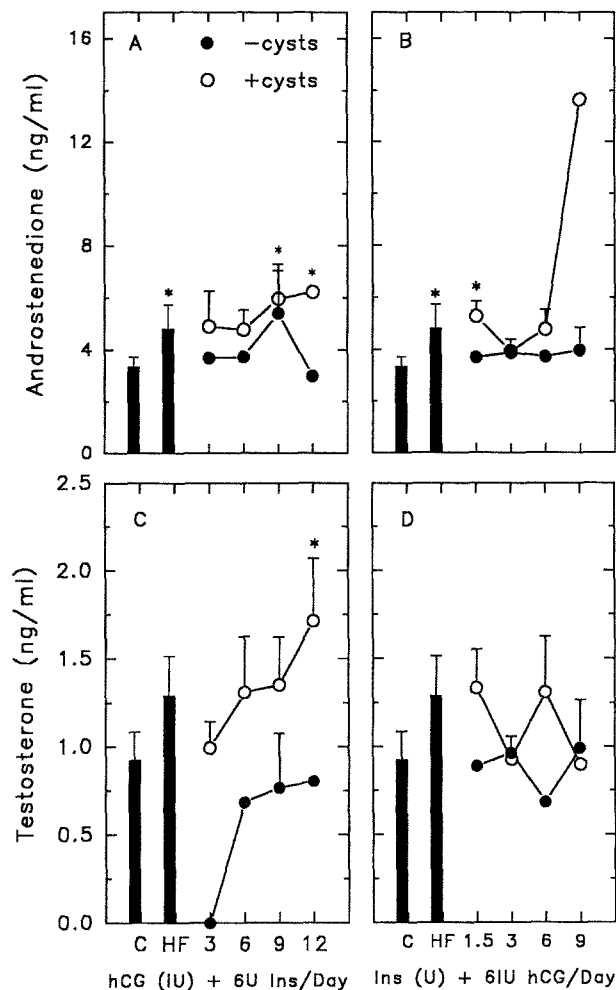 A
● –cysts
○ +cysts
B
16
12
8
4
0
Androstenedione (ng/ml)
*
*
*
*
*
C
D
2.5
2.0
1.5
1.0
0.5
0.0
Testosterone (ng/ml)
*
C HF 3 6 9 12
C HF 1.5 3 6 9
hCG (IU) + 6U Ins/Day
Ins (U) + 6IU hCG/Day